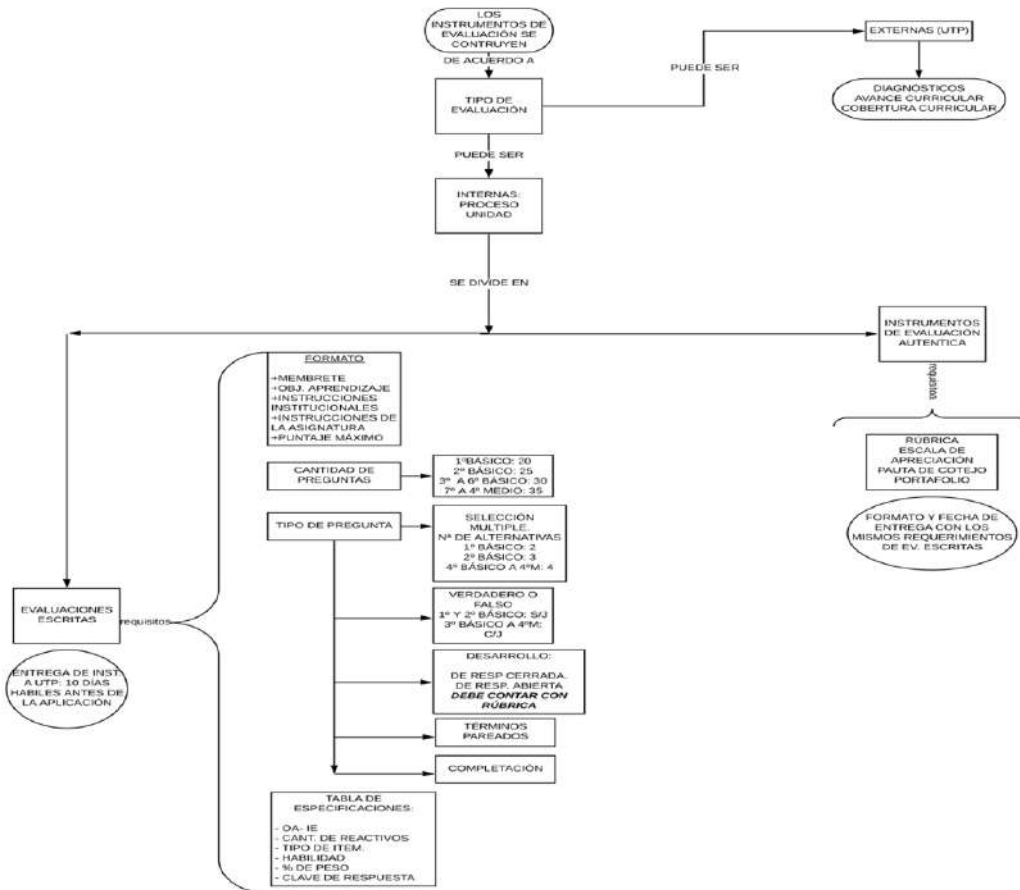 LOS
INSTRUMENTOS DE
EVALUACIÓN SE
CONTRUYEN
DE ACUERDO A
TIPO DE
EVALUACIÓN
PUEDE SER
EXTERNAS (UTP)
DIAGNÓSTICOS
AVANCE CURRICULAR
COBERTURA CURRICULAR
PUEDE SER
INTERNAS:
PROCESO
UNIDAD
SE DIVIDE EN
INSTRUMENTOS
DE EVALUACIÓN
AUTENTICA
requisitos
RÚBRICA
ESCALA DE
APRECIACIÓN
PAUTA DE COTEJO
PORTAFOLIO
FORMATO Y FECHA DE
ENTREGA CON LOS
MISMOS REQUERIMIENTOS
DE EV. ESCRITAS
EVALUACIONES
ESCRITAS
requisitos
ENTREGA DE INST.
A UTP: 10 DÍAS
HABILES ANTES DE
LA APLICACIÓN
FORMATO
+MEMBRETE
+OBJ. APRENDIZAJE
+INSTRUCCIONES
INSTITUCIONALES
+INSTRUCCIONES DE
LA ASIGNATURA
+PUNTAJE MÁXIMO
CANTIDAD DE
PREGUNTAS
1ºBÁSICO: 20
2º BÁSICO: 25
3º A 6º BÁSICO: 30
7º A 4º MEDIO: 35
TIPO DE PREGUNTA
SELECCIÓN
MULTIPLE.
Nª DE ALTERNATIVAS
1º BÁSICO: 2
2º BÁSICO: 3
4º BÁSICO A 4ºM: 4
VERDADERO O
FALSO
1º Y 2º BÁSICO: S/J
3º BÁSICO A 4ºM:
C/J
DESARROLLO:
DE RESP CERRADA.
DE RESP. ABIERTA
DEBE CONTAR CON
RÚBRICA
TÉRMINOS
PAREADOS
COMPLETACIÓN
TABLA DE
ESPECIFICACIONES:
- OA- IE
- CANT. DE REACTIVOS
- TIPO DE ITEM.
- HABILIDAD
- % DE PESO
- CLAVE DE RESPUESTA